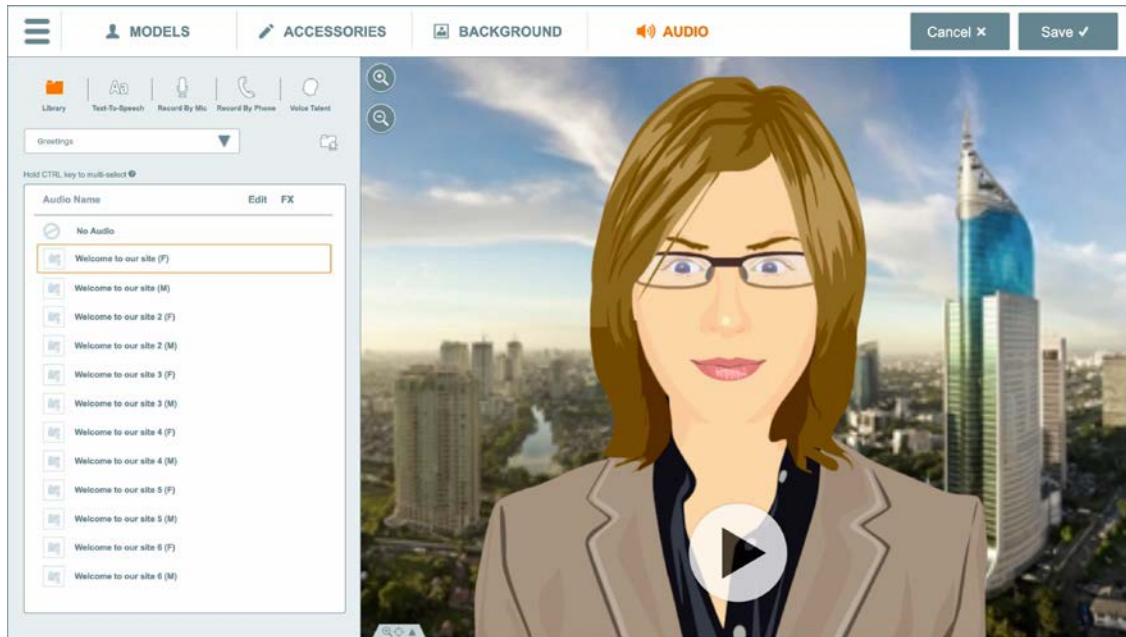 MODELS ACCESSORIES BACKGROUND AUDIO Cancel ✕ Save ✓
Library Text-To-Speech Record By Mic Record By Phone Voice Talent
Aa
Greetings
Hold CTRL key to multi-select
Audio Name Edit FX
No Audio
Welcome to our site (F)
Welcome to our site (M)
Welcome to our site 2 (F)
Welcome to our site 2 (M)
Welcome to our site 3 (F)
Welcome to our site 3 (M)
Welcome to our site 4 (F)
Welcome to our site 4 (M)
Welcome to our site 5 (F)
Welcome to our site 5 (M)
Welcome to our site 6 (F)
Welcome to our site 6 (M)